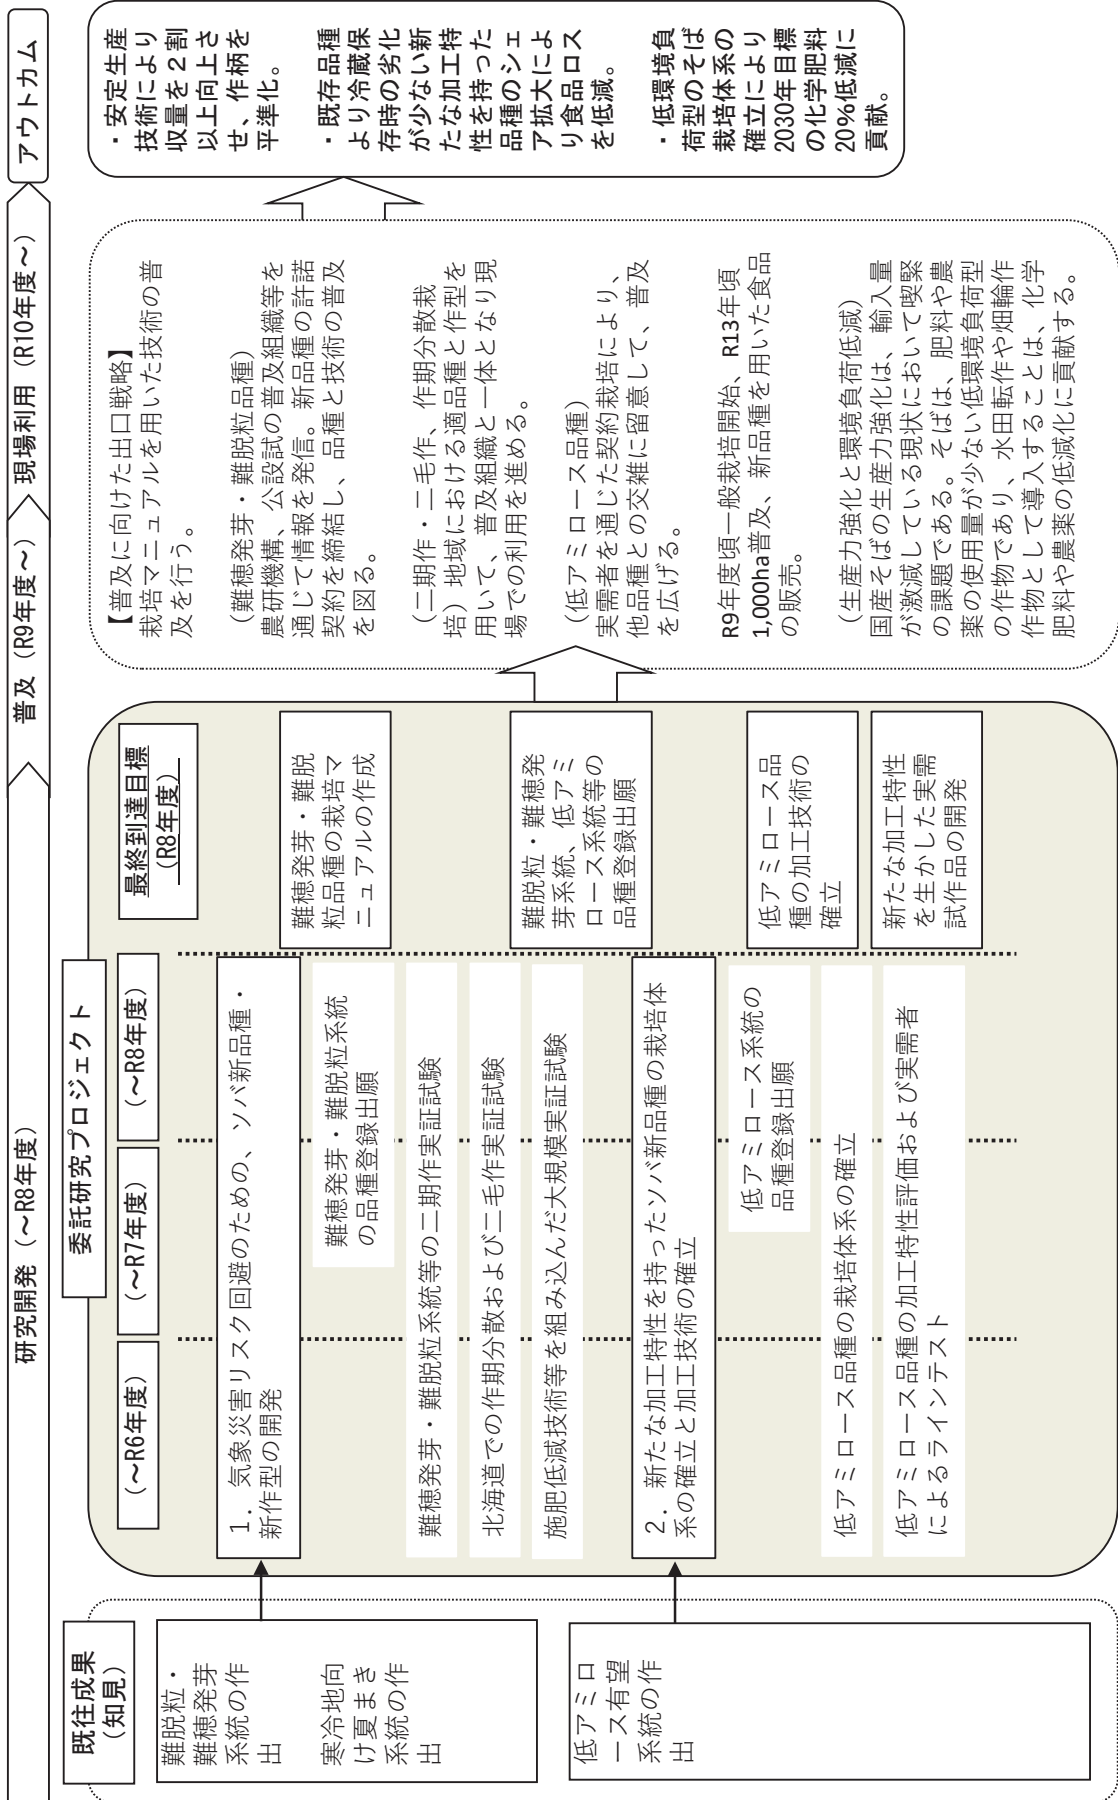 研究開発（～R8年度）
普及（R9年度～）
現場利用（R10年度～）
アウトカム
既往成果
（知見）
難脱粒・
難穂発芽
系統の作
出
寒冷地向
け夏まき
系統の作
出
低アミロ
ース有望
系統の作
出
委託研究プロジェクト
（～R6年度）
（～R7年度）
（～R8年度）
最終到達目標
（R8年度）
１．気象災害リスク回避のための、ソバ新品種・
新作型の開発
難穂発芽・難脱粒系統
の品種登録出願
難穂発芽・難脱粒系統等の二期作実証試験
北海道での作期分散および二毛作実証試験
施肥低減技術等を組み込んだ大規模実証試験
２．新たな加工特性を持ったソバ新品種の栽培体
系の確立と加工技術の確立
低アミロース系統の
品種登録出願
低アミロース品種の栽培体系の確立
低アミロース品種の加工特性評価および実需者
によるラインテスト
難穂発芽・難脱
粒品種の栽培マ
ニュアルの作成
難脱粒・難穂発
芽系統、低アミ
ロース系統等の
品種登録出願
低アミロース品
種の加工技術の
確立
新たな加工特性
を生かした実需
試作品の開発
【普及に向けた出口戦略】
栽培マニュアルを用いた技術の普
及を行う。
（難穂発芽・難脱粒品種）
農研機構、公設試の普及組織等を
通じて情報を発信。新品種の許諾
契約を締結し、品種と技術の普及
を図る。
（二期作・二毛作、作期分散栽
培）地域における適品種と作型を
用いて、普及組織と一体となり現
場での利用を進める。
（低アミロース品種）
実需者を通じた契約栽培により、
他品種との交雑に留意して、普及
を広げる。
R9年度頃一般栽培開始、R13年頃
1,000ha普及、新品種を用いた食品
の販売。
（生産力強化と環境負荷低減）
国産そばの生産力強化は、輸入量
が激減している現状において喫緊
の課題である。そばは、肥料や農
薬の使用量が少ない低環境負荷型
の作物であり、水田転作や畑輪作
作物として導入することは、化学
肥料や農薬の低減化に貢献する。
・安定生産
技術により
収量を２割
以上向上さ
せ、作柄を
平準化。
・既存品種
より冷蔵保
存時の劣化
が少ない新
たな加工特
性を持った
品種のシェ
ア拡大によ
り食品ロス
を低減。
・低環境負
荷型のそば
栽培体系の
確立により
2030年目標
の化学肥料
20%低減に
貢献。